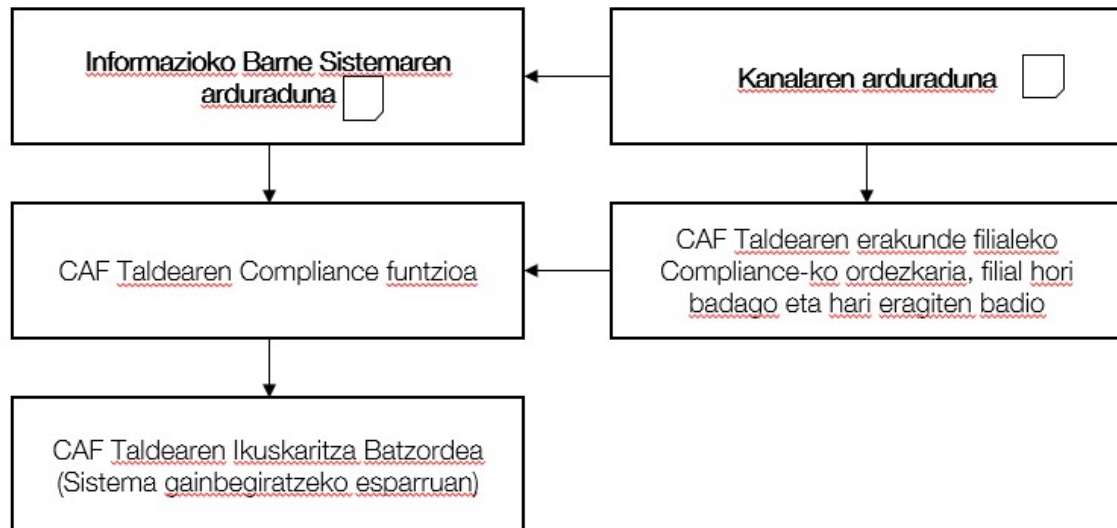 Informazioko Barne Sistemaren
arduraduna
Kanalaren arduraduna
CAF Taldearen Compliance funtzioa
CAF Taldearen erakunde filialeko
Compliance-ko ordezkaria, filial hori
badago eta hari eragiten badio
CAF Taldearen Ikuskaritza Batzordea
(Sistema gainbegiratzeko esparruan)